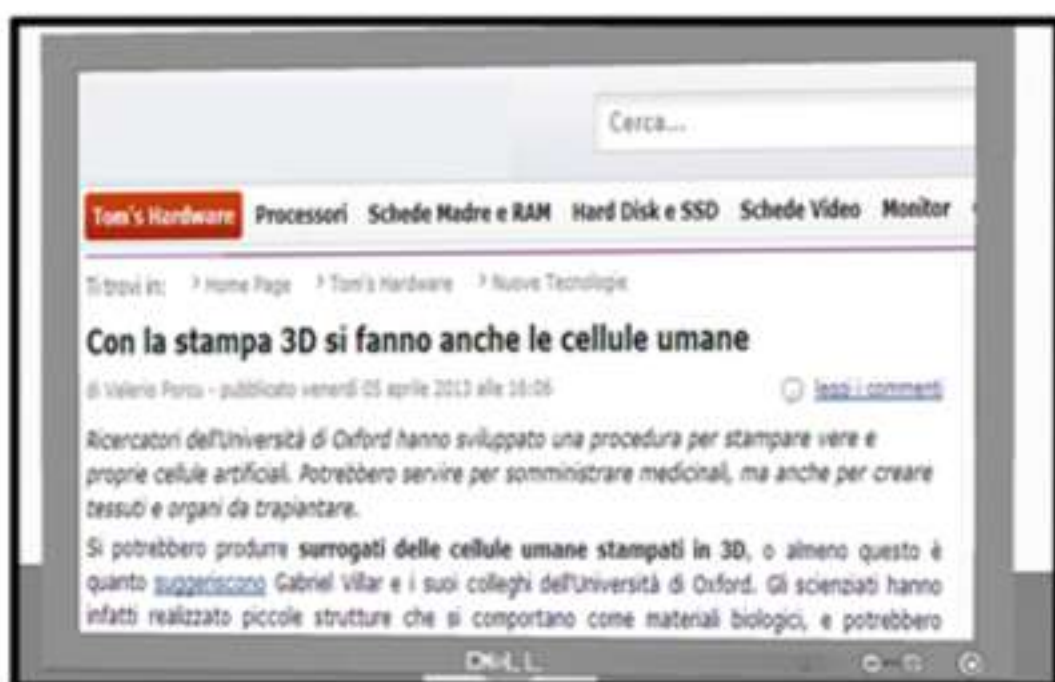 Cerca...
Tom's Hardware Processori Schede Madre e RAM Hard Disk e SSD Schede Video Monitor
Ti trovi in: > Home Page > Tom's Hardware > Nuove Tecnologie
Con la stampa 3D si fanno anche le cellule umane
di Valerio Porcu - pubblicato venerdì 05 aprile 2013 alle 16:06 leggi i commenti
Ricercatori dell'Università di Oxford hanno sviluppato una procedura per stampare vere e
proprie cellule artificiali. Potrebbero servire per somministrare medicinali, ma anche per creare
tessuti e organi da trapiantare.
Si potrebbero produrre surrogati delle cellule umane stampati in 3D, o almeno questo è
quanto suggeriscono Gabriel Villar e i suoi colleghi dell'Università di Oxford. Gli scienziati hanno
infatti realizzato piccole strutture che si comportano come materiali biologici, e potrebbero
DELL